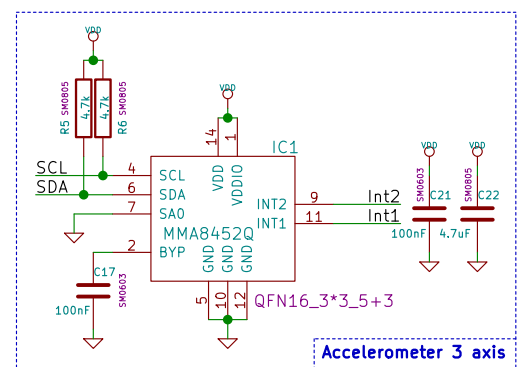 VDD
SM0805
SM0805
4.7k
4.7k
R5
R6
VDD
14
1
IC1
VDD
VDDIO
SCL
4
SCL
SDA
6
SDA
7
SA0
INT2
9
Int2
INT1
11
Int1
MMA8452Q
2
BYP
GND
GND
GND
5
10
12
QFN16_3*3_5+3
C17
100nF
SM0603
VDD
VDD
SM0603
SM0805
C21
C22
100nF
4.7uF
Accelerometer 3 axis